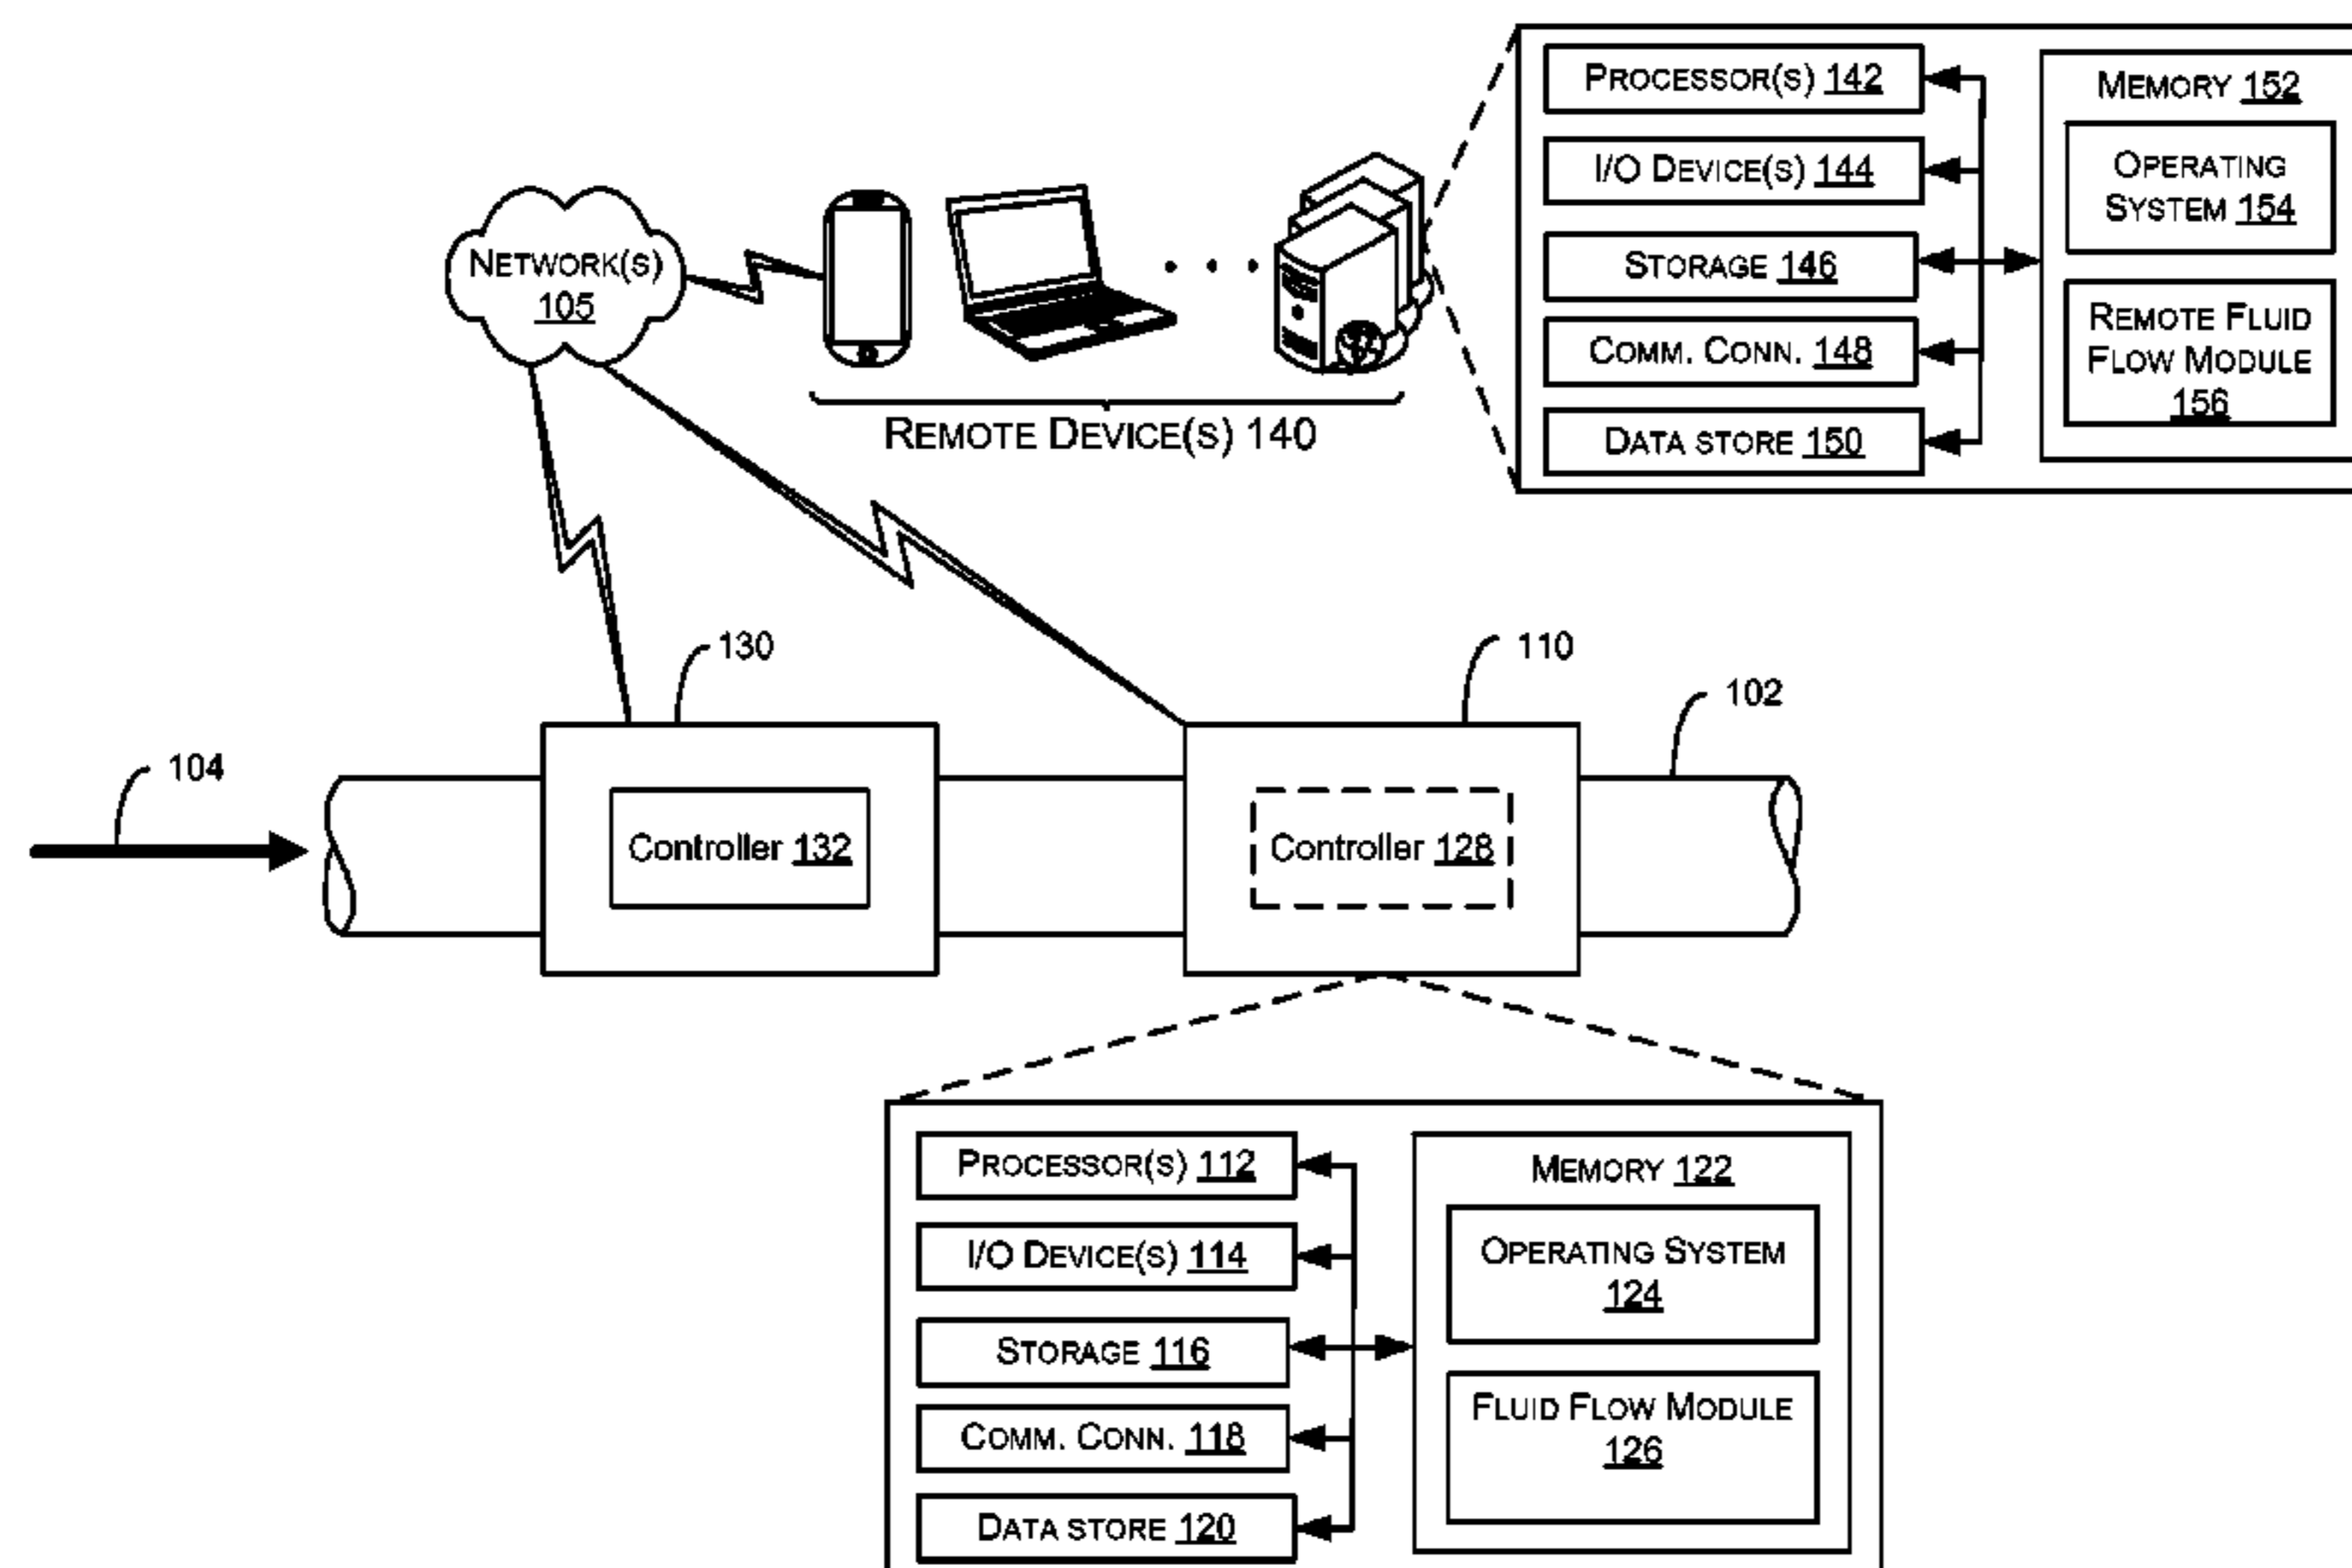 PROCESSOR(S) 142
I/O DEVICE(S) 144
STORAGE 146
COMM. CONN. 148
DATA STORE 150
MEMORY 152
OPERATING
SYSTEM 154
REMOTE FLUID
FLOW MODULE
156
NETWORK(S)
105
REMOTE DEVICE(S) 140
130
110
102
104
Controller 132
Controller 128
PROCESSOR(S) 112
I/O DEVICE(S) 114
STORAGE 116
COMM. CONN. 118
DATA STORE 120
MEMORY 122
OPERATING SYSTEM
124
FLUID FLOW MODULE
126